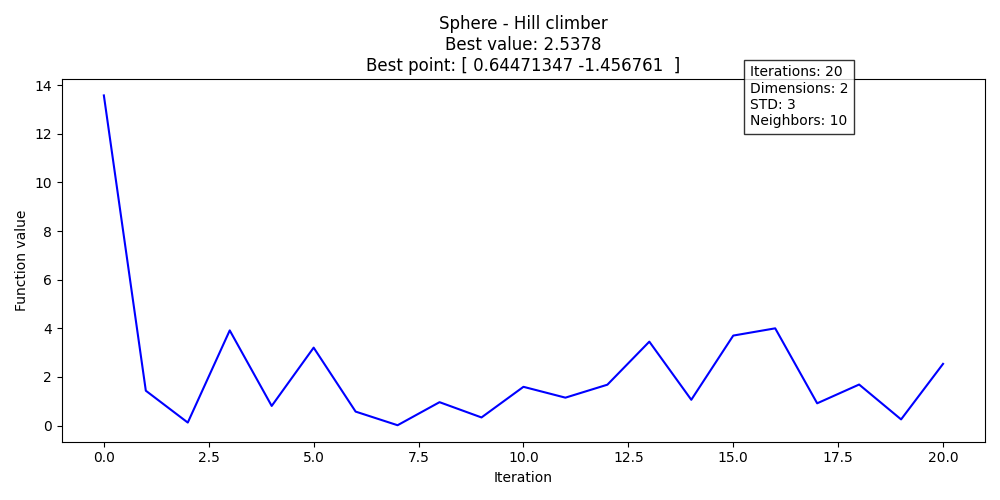 Sphere - Hill climber
Best value: 2.5378
Best point: [ 0.64471347 -1.456761  ]
Iterations: 20
Dimensions: 2
STD: 3
Neighbors: 10
Function value
14
12
10
8
6
4
2
0
0.0 2.5 5.0 7.5 10.0 12.5 15.0 17.5 20.0
Iteration